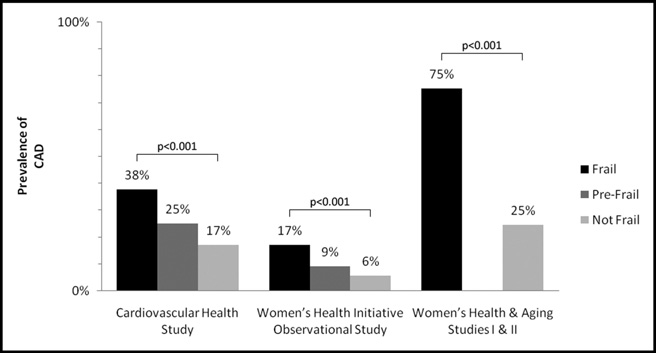 100%
p<0.001
75%
p<0.001
38%
25%
17%
p<0.001
17%
9%
6%
25%
Prevalence of
CAD
0%
Frail
Pre-Frail
Not Frail
Cardiovascular Health
Study
Women's Health Initiative
Observational Study
Women's Health & Aging
Studies I & II